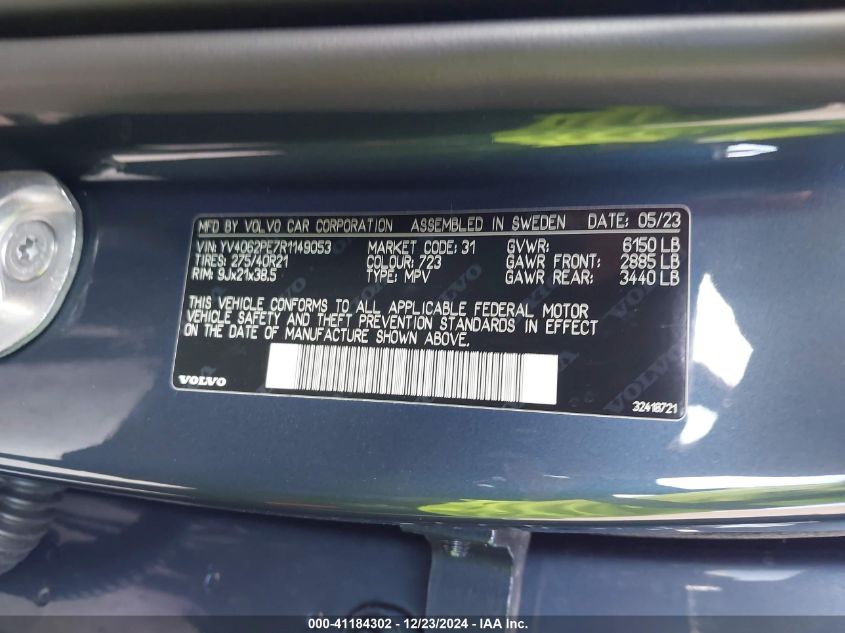 MFD BY VOLVO CAR CORPORATION ASSEMBLED IN SWEDEN DATE: 05/23
VIN: YV4062PE7R1149053 MARKET CODE: 31 GVWR: 6150 LB
TIRES: 275/40R21 COLOUR: 723 GAWR FRONT: 2885 LB
RIM: 9Jx21x38.5 TYPE: MPV GAWR REAR: 3440 LB
THIS VEHICLE CONFORMS TO ALL APPLICABLE FEDERAL MOTOR
VEHICLE SAFETY AND THEFT PREVENTION STANDARDS IN EFFECT
ON THE DATE OF MANUFACTURE SHOWN ABOVE.
VOLVO
32418721
000-41184302 - 12/23/2024 - IAA Inc.